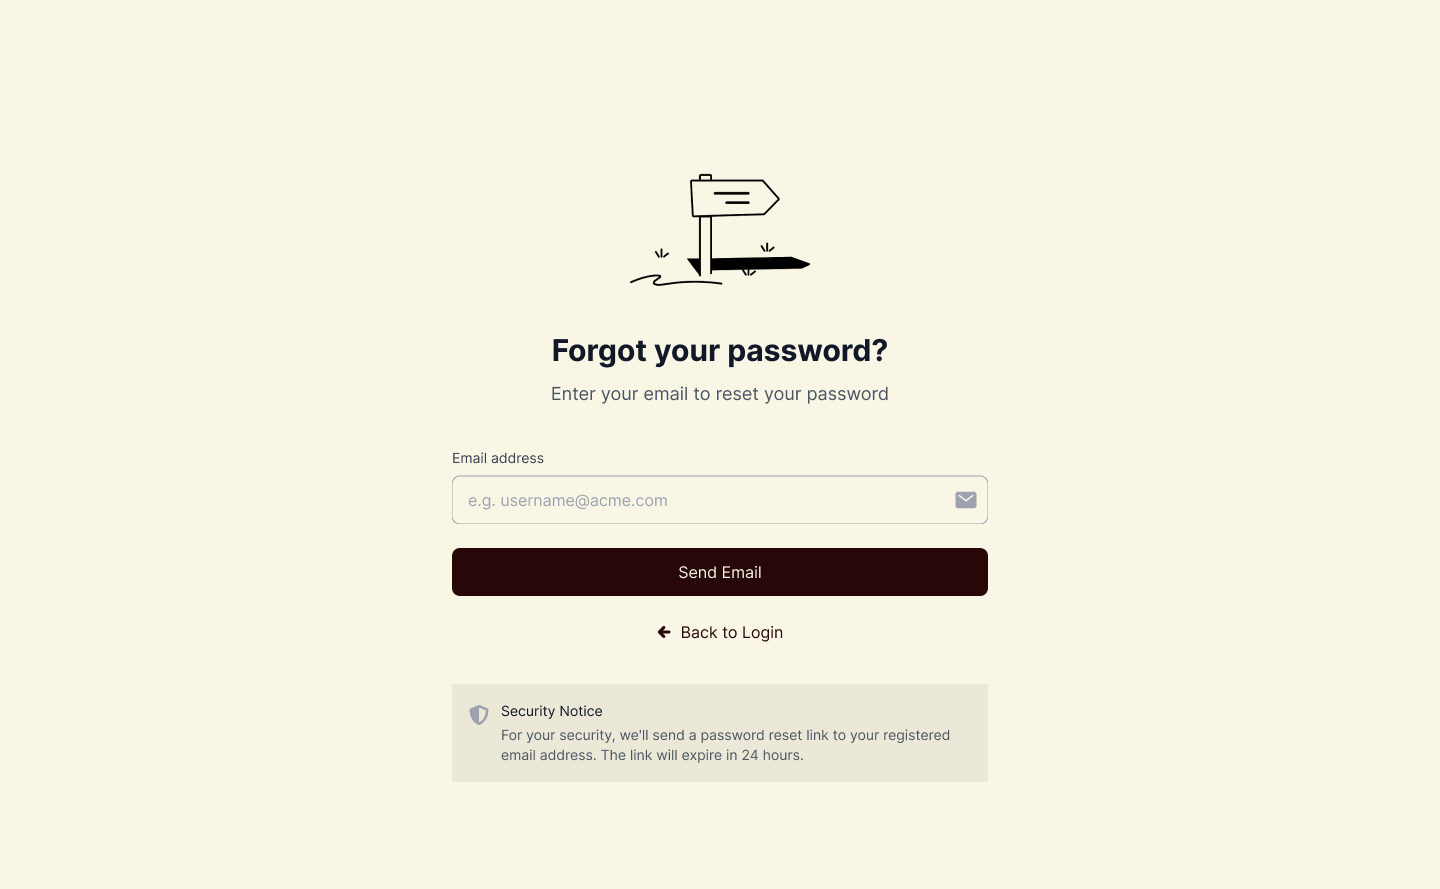 Forgot your password?
Enter your email to reset your password
Email address
e.g. username@acme.com
Send Email
Back to Login
Security Notice
For your security, we'll send a password reset link to your registered
email address. The link will expire in 24 hours.